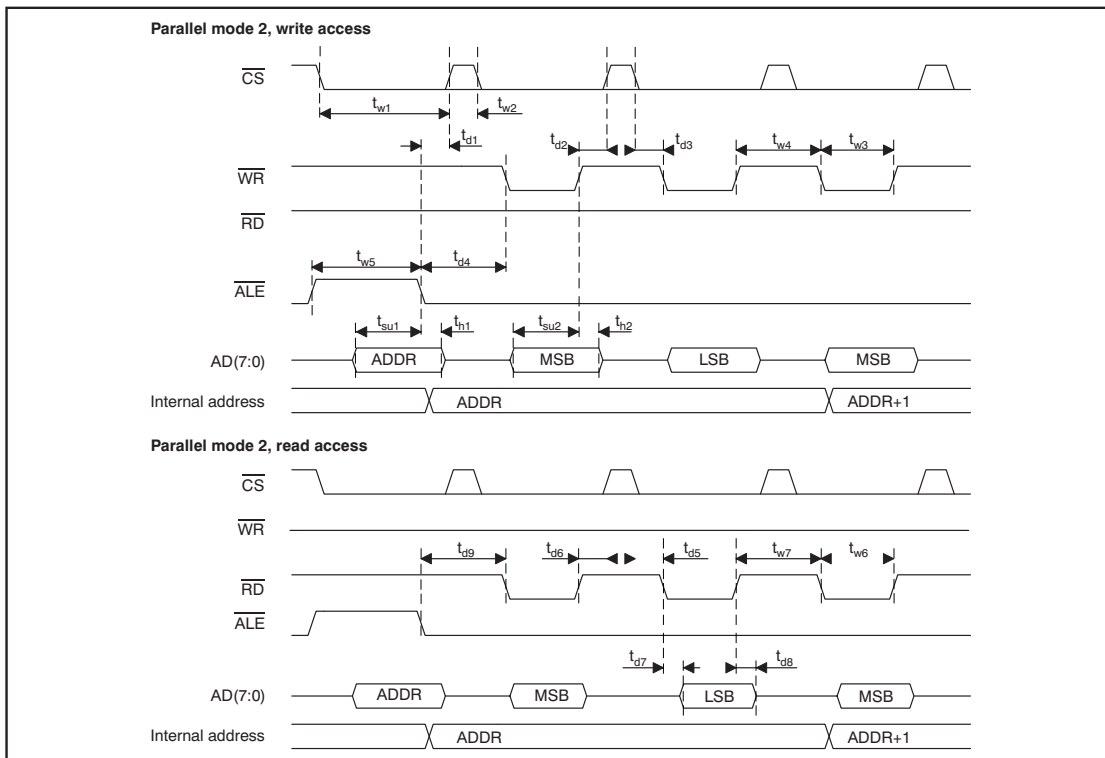 Parallel mode 2, write access
CS
tw1
tw2
td1
td2
td3
tw4
tw3
WR
RD
tw5
td4
ALE
tsu1
th1
tsu2
th2
AD(7:0)
ADDR
MSB
LSB
MSB
Internal address
ADDR
ADDR+1
Parallel mode 2, read access
CS
WR
td9
td6
td5
tw7
tw6
RD
ALE
td7
td8
AD(7:0)
ADDR
MSB
LSB
MSB
Internal address
ADDR
ADDR+1